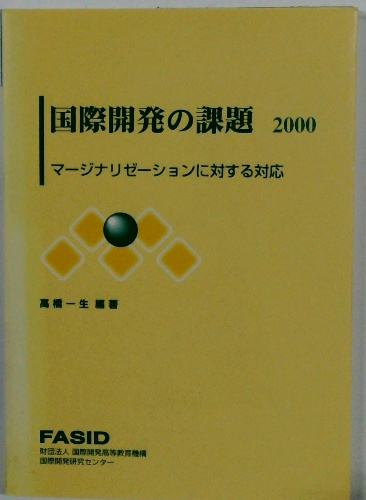 国際開発の課題 2000
マージナリゼーションに対する対応
高橋一生 編著
FASID
財団法人 国際開発高等教育機構
国際開発研究センター